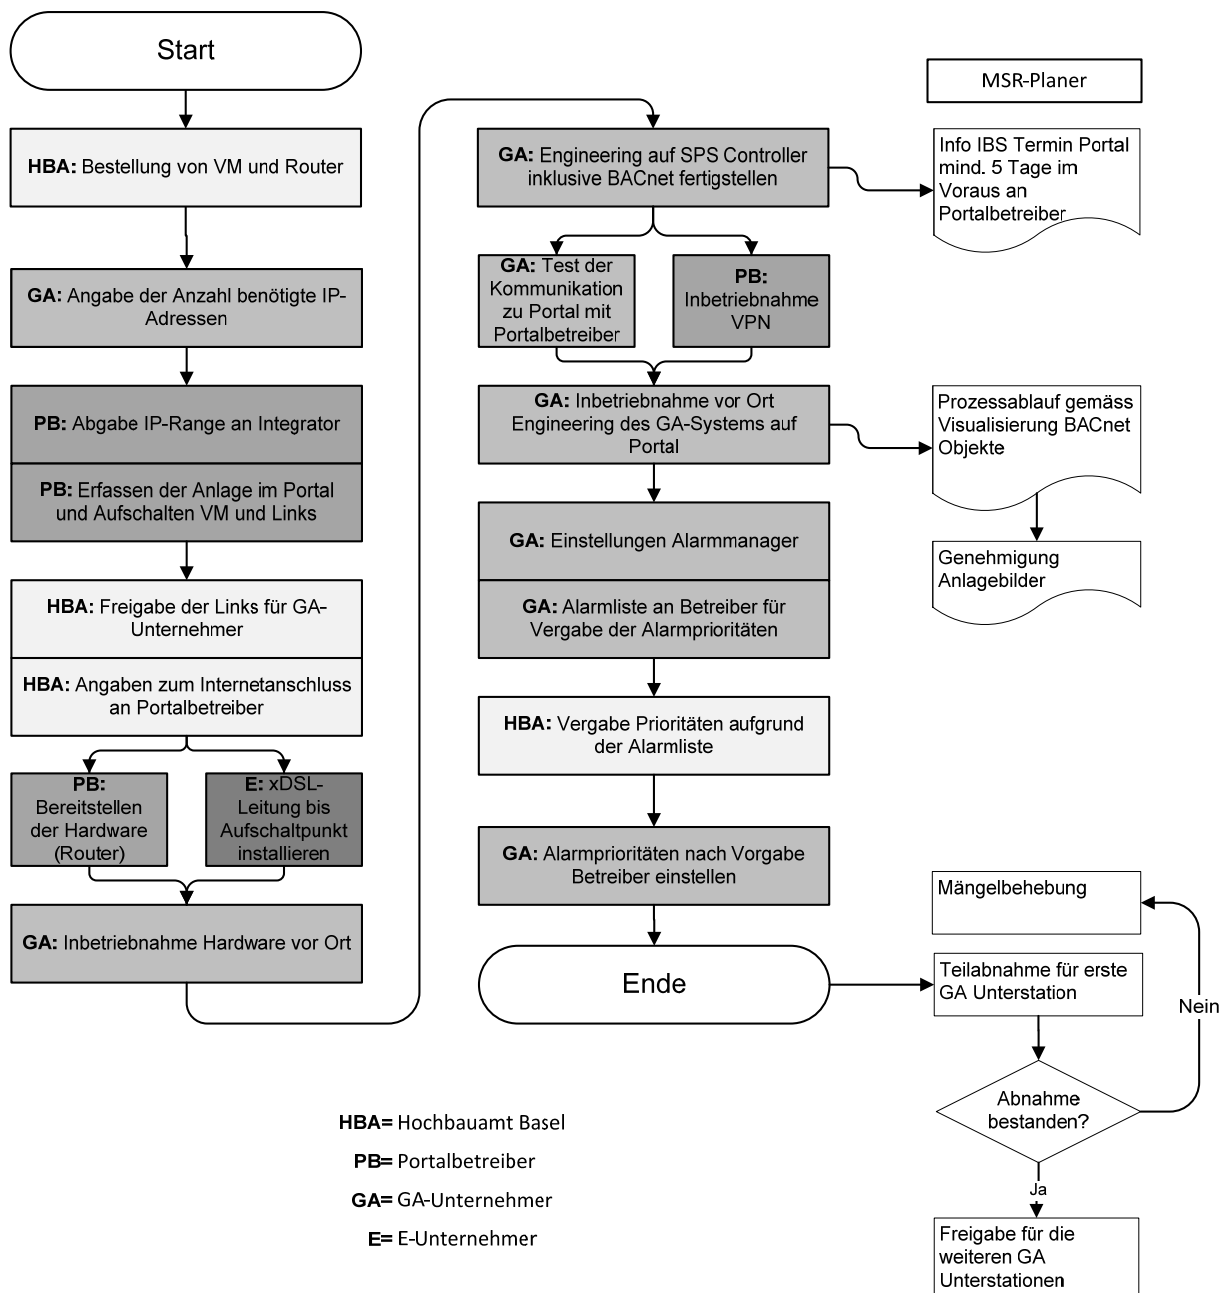 Start
HBA: Bestellung von VM und Router
GA: Angabe der Anzahl benötigte IP-
Adressen
PB: Abgabe IP-Range an Integrator
PB: Erfassen der Anlage im Portal
und Aufschalten VM und Links
HBA: Freigabe der Links für GA-
Unternehmer
HBA: Angaben zum Internetanschluss
an Portalbetreiber
PB:
Bereitstellen
der Hardware
(Router)
E: xDSL-
Leitung bis
Aufschaltpunkt
installieren
GA: Inbetriebnahme Hardware vor Ort
GA: Engineering auf SPS Controller
inklusive BACnet fertigstellen
GA: Test der
Kommunikation
zu Portal mit
Portalbetreiber
PB:
Inbetriebnahme
VPN
GA: Inbetriebnahme vor Ort
Engineering des GA-Systems auf
Portal
GA: Einstellungen Alarmmanager
GA: Alarmliste an Betreiber für
Vergabe der Alarmprioritäten
HBA: Vergabe Prioritäten aufgrund
der Alarmliste
GA: Alarmprioritäten nach Vorgabe
Betreiber einstellen
Ende
MSR-Planer
Info IBS Termin Portal
mind. 5 Tage im
Voraus an
Portalbetreiber
Prozessablauf gemäss
Visualisierung BACnet
Objekte
Genehmigung
Anlagebilder
Mängelbehebung
Teilabnahme für erste
GA Unterstation
Nein
Abnahme
bestanden?
Ja
Freigabe für die
weiteren GA
Unterstationen
HBA= Hochbauamt Basel
PB= Portalbetreiber
GA= GA-Unternehmer
E= E-Unternehmer